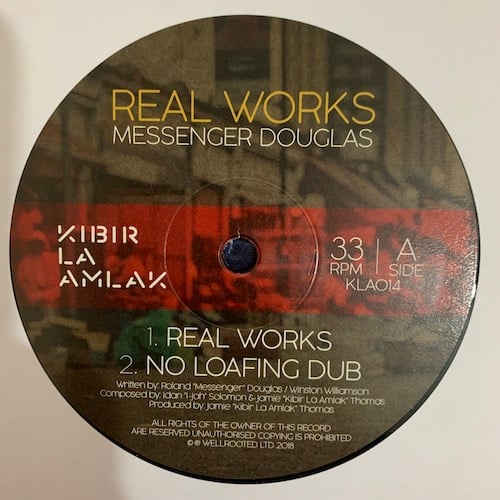 REAL WORKS
MESSENGER DOUGLAS
KIBIR
LA
AMLAK
33 RPM
A SIDE
KLA014
1. REAL WORKS
2. NO LOAFING DUB
Written by: Roland "Messenger" Douglas / Winston Williamson
Composed by: Idan "I-jah" Solomon & Jamie "Kibir La Amlak" Thomas
Produced by: Jamie "Kibir La Amlak" Thomas
ALL RIGHTS OF THE OWNER OF THIS RECORD
ARE RESERVED UNAUTHORISED COPYING IS PROHIBITED
©℗ WELLROOTED LTD 2018